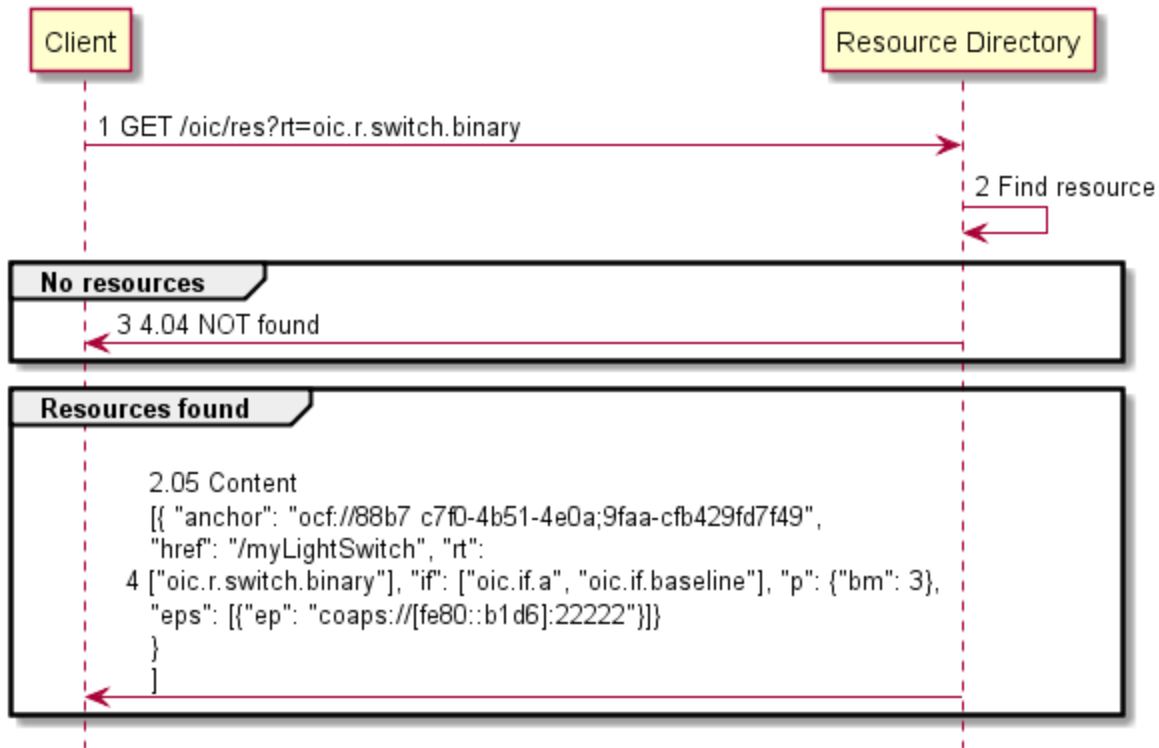 Client
Resource Directory
1 GET /oic/res?rt=oic.r.switch.binary
2 Find resource
No resources
3 4.04 NOT found
Resources found
2.05 Content
[{ "anchor": "ocf://88b7 c7f0-4b51-4e0a;9faa-cfb429fd7f49",
"href": "/myLightSwitch", "rt":
4 ["oic.r.switch.binary"], "if": ["oic.if.a", "oic.if.baseline"], "p": {"bm": 3},
"eps": [{"ep": "coaps://[fe80::b1d6]:22222"}]}
}
]